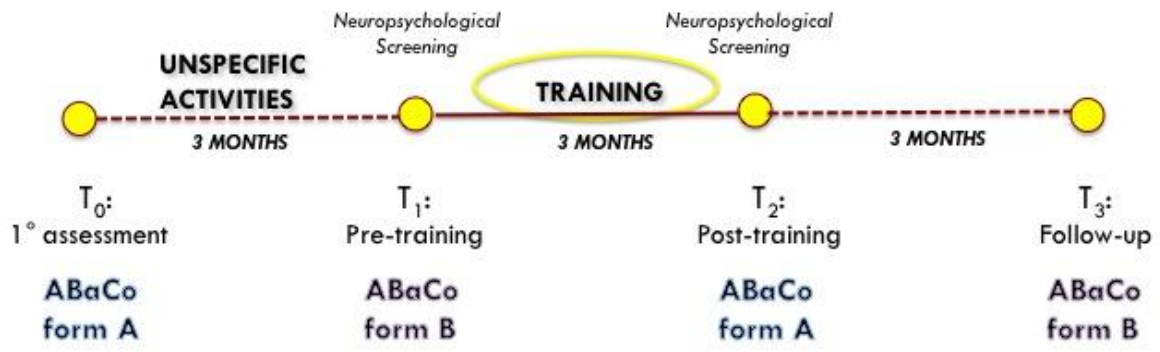 Neuropsychological
Screening
Neuropsychological
Screening
UNSPECIFIC
ACTIVITIES
TRAINING
3 MONTHS
3 MONTHS
3 MONTHS
T0:
1° assessment
T1:
Pre-training
T2:
Post-training
T3:
Follow-up
ABaCo
form A
ABaCo
form B
ABaCo
form A
ABaCo
form B